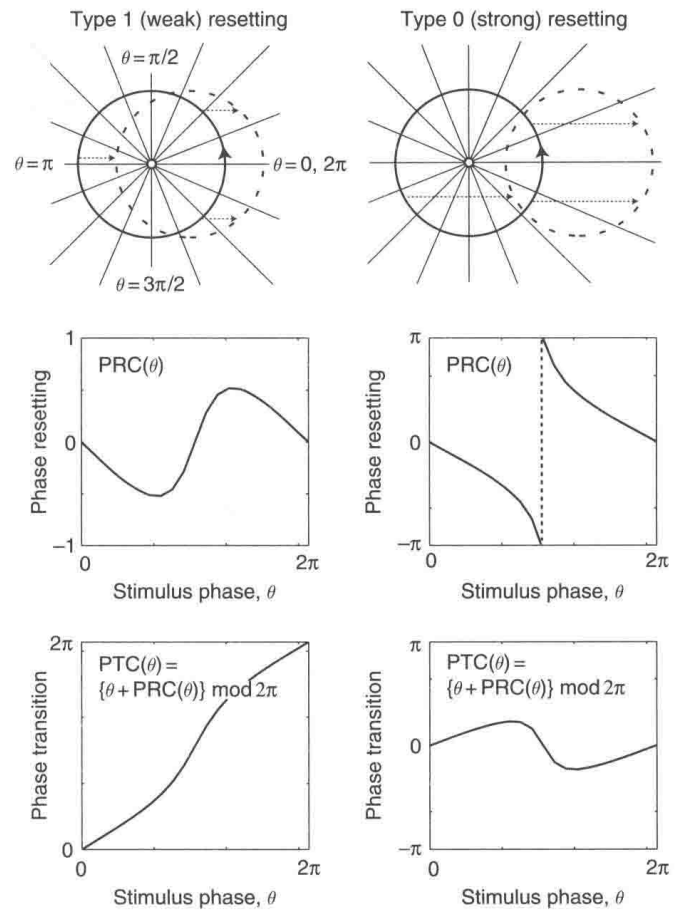 Type 1 (weak) resetting
Type 0 (strong) resetting
θ = π/2
θ = π
θ = 0, 2π
θ = 3π/2
1
PRC(θ)
Phase resetting
0
−1
0
2π
Stimulus phase, θ
π
PRC(θ)
Phase resetting
0
−π
0
2π
Stimulus phase, θ
2π
PTC(θ) =
{θ + PRC(θ)} mod 2π
Phase transition
0
0
2π
Stimulus phase, θ
π
PTC(θ) =
{θ + PRC(θ)} mod 2π
Phase transition
0
−π
0
2π
Stimulus phase, θ